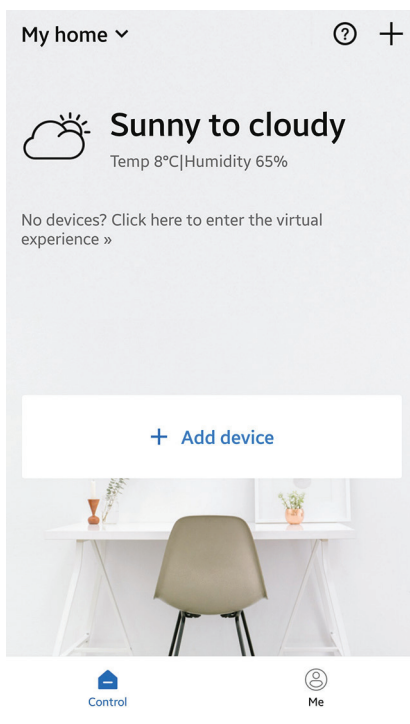 My home
Sunny to cloudy
Temp 8°C|Humidity 65%
No devices? Click here to enter the virtual
experience »
+ Add device
Control
Me